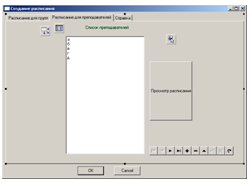 Создание расписания
Расписание для групп Расписание для преподавателей Справка
Список преподавателей
Просмотр расписания
OK Cancel